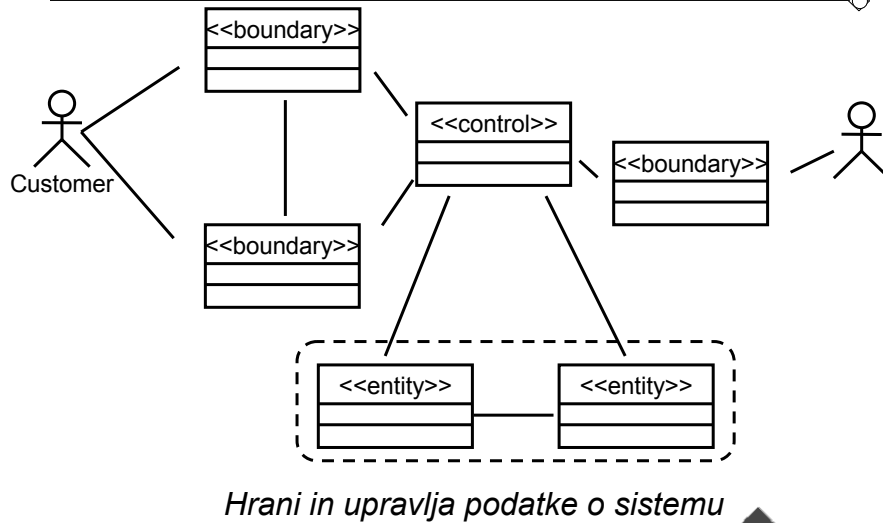 <<boundary>>
<<control>>
<<boundary>>
Customer
<<boundary>>
<<entity>>
<<entity>>
Hrani in upravlja podatke o sistemu